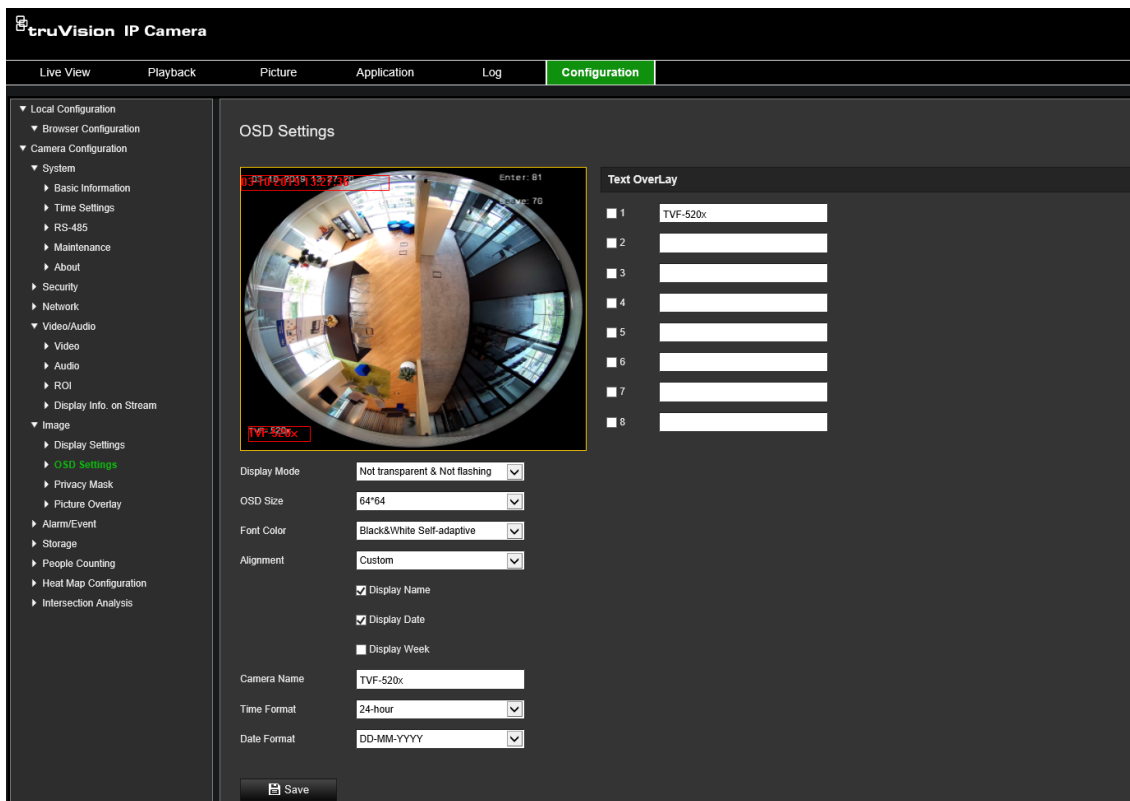 truVision IP Camera
Live View Playback Picture Application Log Configuration
Local Configuration
Browser Configuration
Camera Configuration
System
Basic Information
Time Settings
RS-485
Maintenance
About
Security
Network
Video/Audio
Video
Audio
ROI
Display Info. on Stream
Image
Display Settings
OSD Settings
Privacy Mask
Picture Overlay
Alarm/Event
Storage
People Counting
Heat Map Configuration
Intersection Analysis
OSD Settings
Enter: 81
Leave: 76
TVF-520x
Display Mode Not transparent & Not flashing
OSD Size 64*64
Font Color Black&White Self-adaptive
Alignment Custom
Display Name
Display Date
Display Week
Camera Name TVF-520x
Time Format 24-hour
Date Format DD-MM-YYYY
Save
Text OverLay
1 TVF-520x
2
3
4
5
6
7
8